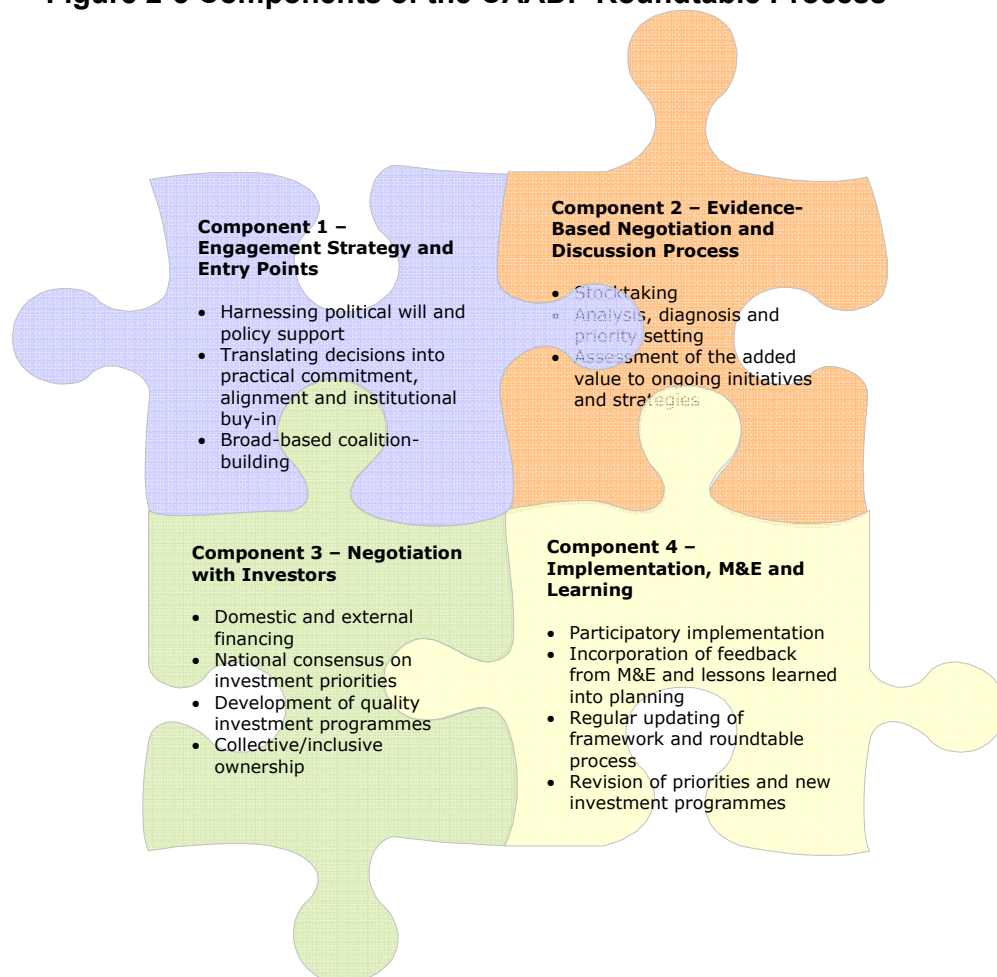 Figure 2-6 Components of the CAADP Roundtable Process
Component 1 –
Engagement Strategy and
Entry Points
• Harnessing political will and
policy support
• Translating decisions into
practical commitment,
alignment and institutional
buy-in
• Broad-based coalition-
building
Component 2 – Evidence-
Based Negotiation and
Discussion Process
• Stocktaking
• Analysis, diagnosis and
priority setting
• Assessment of the added
value to ongoing initiatives
and strategies
Component 3 – Negotiation
with Investors
• Domestic and external
financing
• National consensus on
investment priorities
• Development of quality
investment programmes
• Collective/inclusive
ownership
Component 4 –
Implementation, M&E and
Learning
• Participatory implementation
• Incorporation of feedback
from M&E and lessons learned
into planning
• Regular updating of
framework and roundtable
process
• Revision of priorities and new
investment programmes